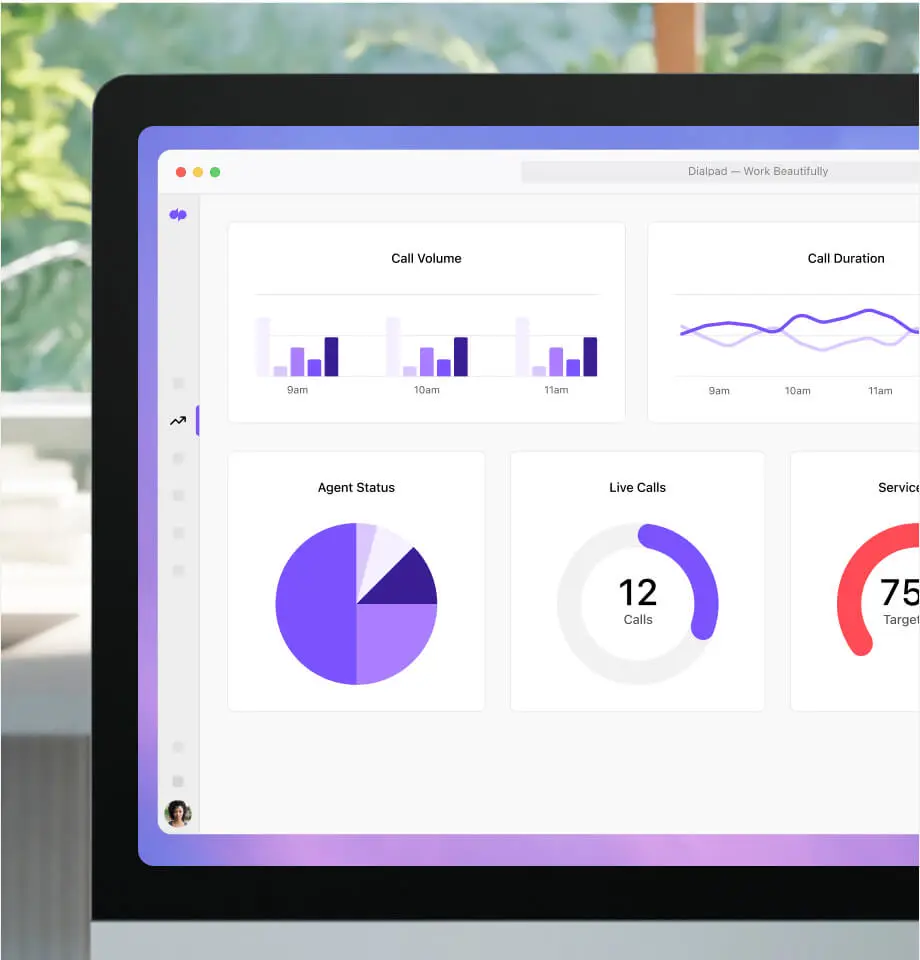 Dialpad — Work Beautifully
Call Volume
Call Duration
9am
10am
11am
9am
10am
11am
Agent Status
Live Calls
Service
12
Calls
75
Target